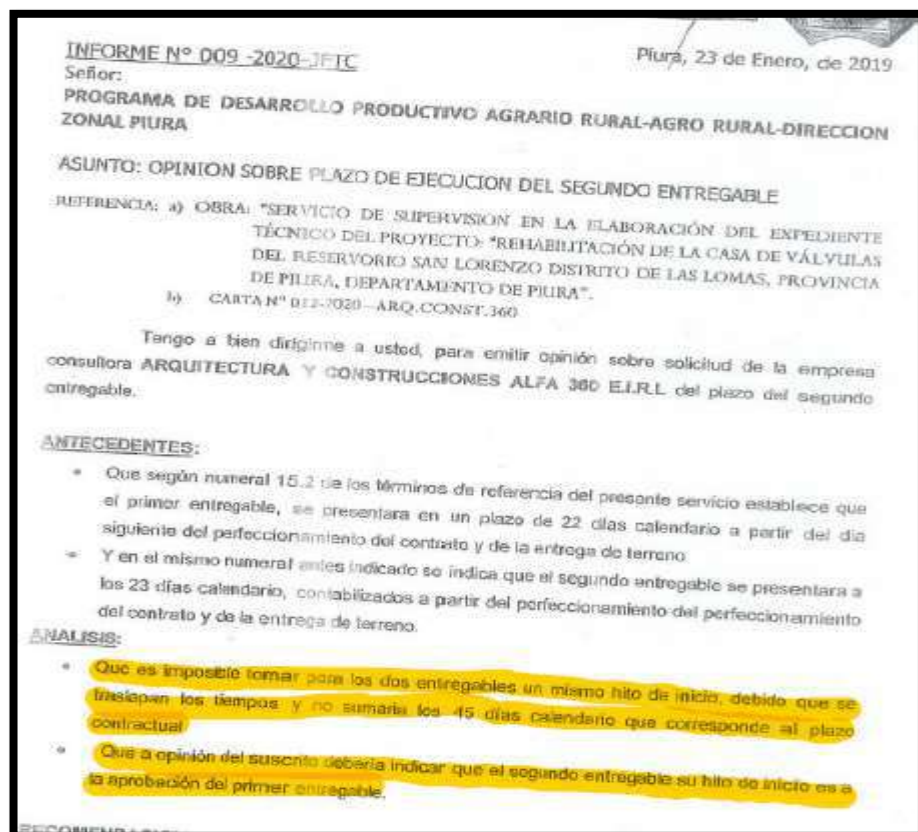 INFORME Nº D09 -2020-JFTC
Piura, 23 de Enero, de 2019
Señor:
PROGRAMA DE DESARROLLO PRODUCTIVO AGRARIO RURAL-AGRO RURAL-DIRECCION
ZONAL PIURA
ASUNTO: OPINION SOBRE PLAZO DE EJECUCION DEL SEGUNDO ENTREGABLE
REFERENCIA: a) OBRA: "SERVICIO DE SUPERVISION EN LA ELABORACIÓN DEL EXPEDIENTE
TÉCNICO DEL PROYECTO: "REHABILITACIÓN DE LA CASA DE VÁLVULAS
DEL RESERVORIO SAN LORENZO DISTRITO DE LAS LOMAS, PROVINCIA
DE PIURA, DEPARTAMENTO DE PIURA".
b) CARTA Nº 012-2020-ARQ.CONST.360
Tengo a bien dirigirme a usted, para emitir opinión sobre solicitud de la empresa
consultora ARQUITECTURA Y CONSTRUCCIONES ALFA 360 E.I.R.L del plazo del segundo
entregable.
ANTECEDENTES:
• Que según numeral 15.2 de los términos de referencia del presente servicio establece que
el primer entregable, se presentara en un plazo de 22 días calendario a partir del día
siguiente del perfeccionamiento del contrato y de la entrega de terreno
• Y en el mismo numeral antes indicado se indica que el segundo entregable se presentara a
los 23 días calendario, contabilizados a partir del perfeccionamiento del perfeccionamiento
del contrato y de la entrega de terreno.
ANALISIS:
• Que es imposible tomar para los dos entregables un mismo hito de inicio, debido que se
traslapan los tiempos y no sumaria los 45 días calendario que corresponde al plazo
contractual
• Que a opinión del suscrito debería indicar que el segundo entregable su hito de inicio es a
la aprobación del primer entregable.